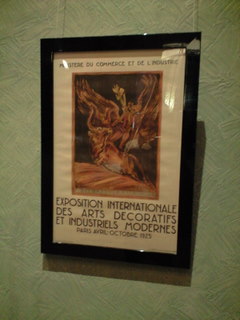 MINISTERE DU COMMERCE ET DE L'INDUSTRIE
EXPOSITION INTERNATIONALE
DES ARTS DECORATIFS
ET INDUSTRIELS MODERNES
PARIS AVRIL-OCTOBRE 1925